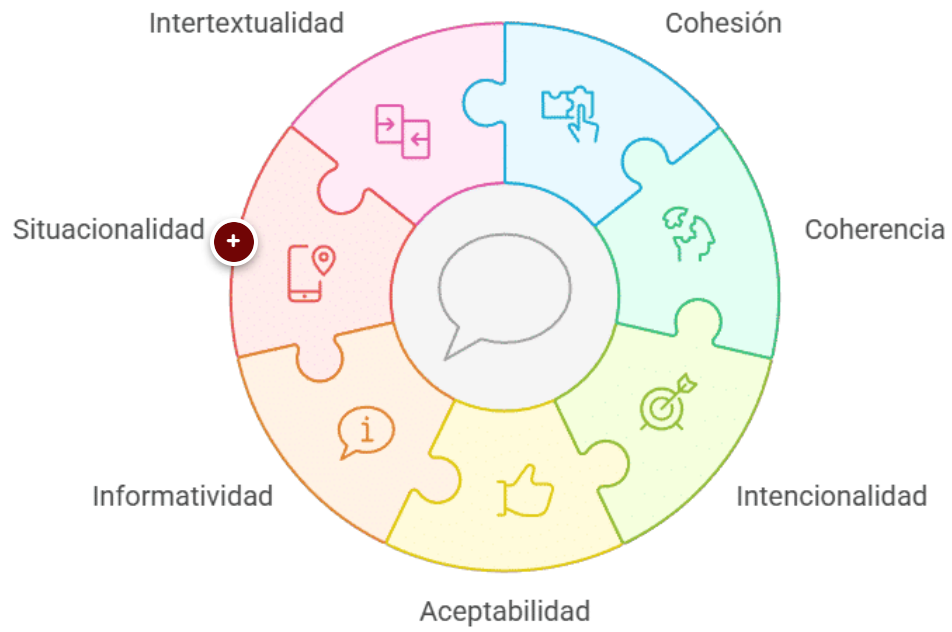 Intertextualidad
Cohesión
Situacionalidad
+
Coherencia
i
Informatividad
Intencionalidad
Aceptabilidad